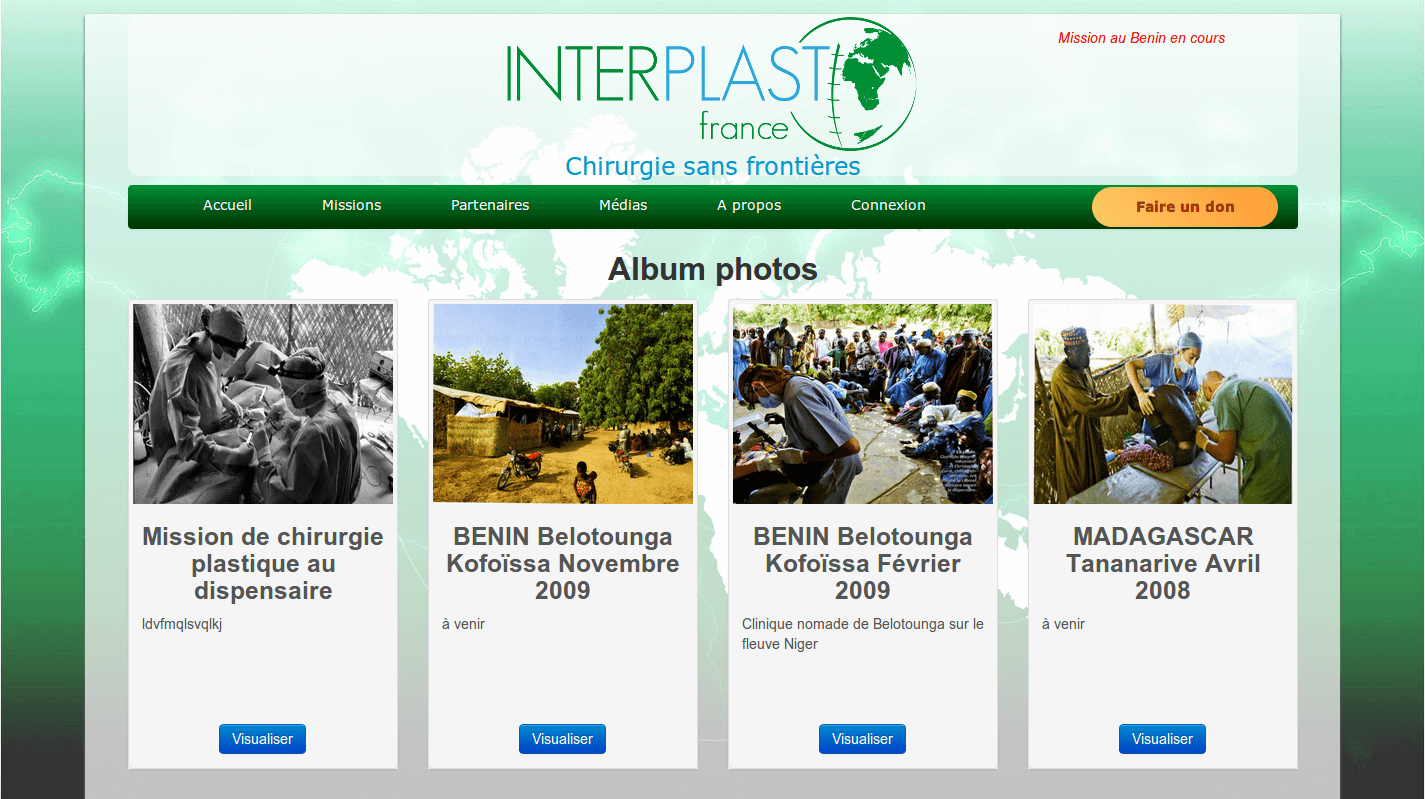 Mission au Benin en cours
INTERPLAST
france
Chirurgie sans frontières
Accueil Missions Partenaires Médias A propos Connexion Faire un don
Album photos
Mission de chirurgie
plastique au
dispensaire
ldvfmqlsvqlkj
Visualiser
BENIN Belotounga
Kofoïssa Novembre
2009
à venir
Visualiser
BENIN Belotounga
Kofoïssa Février
2009
Clinique nomade de Belotounga sur le
fleuve Niger
Visualiser
MADAGASCAR
Tananarive Avril
2008
à venir
Visualiser